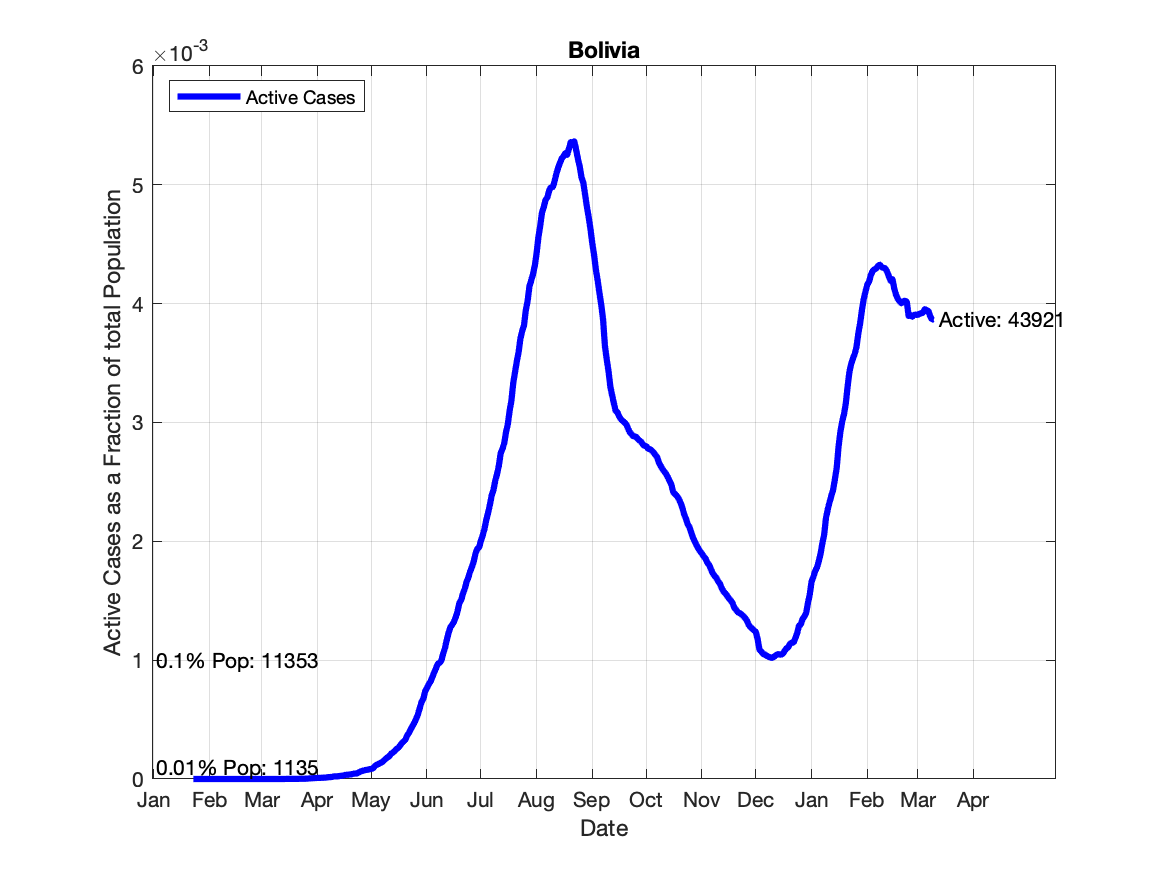 Bolivia
×10-3
6
5
4
3
2
1
0
Active Cases
Active: 43921
0.1% Pop: 11353
0.01% Pop: 1135
Active Cases as a Fraction of total Population
Jan Feb Mar Apr May Jun Jul Aug Sep Oct Nov Dec Jan Feb Mar Apr
Date